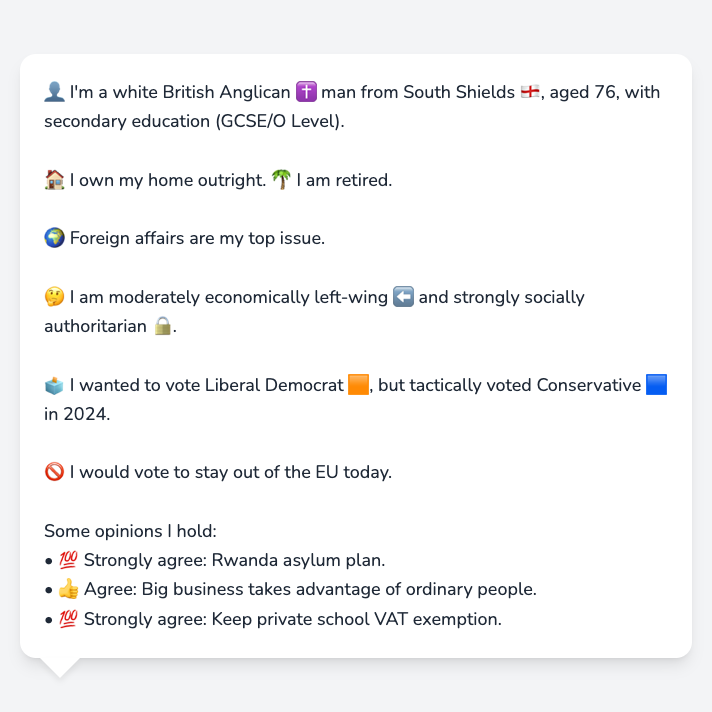 👤 I'm a white British Anglican ✝️ man from South Shields 🏴󠁧󠁢󠁥󠁮󠁧󠁿, aged 76, with
secondary education (GCSE/O Level).
🏠 I own my home outright. 🌴 I am retired.
🌍 Foreign affairs are my top issue.
🤔 I am moderately economically left-wing ⬅️ and strongly socially
authoritarian 🔒.
🗳️ I wanted to vote Liberal Democrat 🟧, but tactically voted Conservative 🟦
in 2024.
🚫 I would vote to stay out of the EU today.
Some opinions I hold:
• 💯 Strongly agree: Rwanda asylum plan.
• 👍 Agree: Big business takes advantage of ordinary people.
• 💯 Strongly agree: Keep private school VAT exemption.